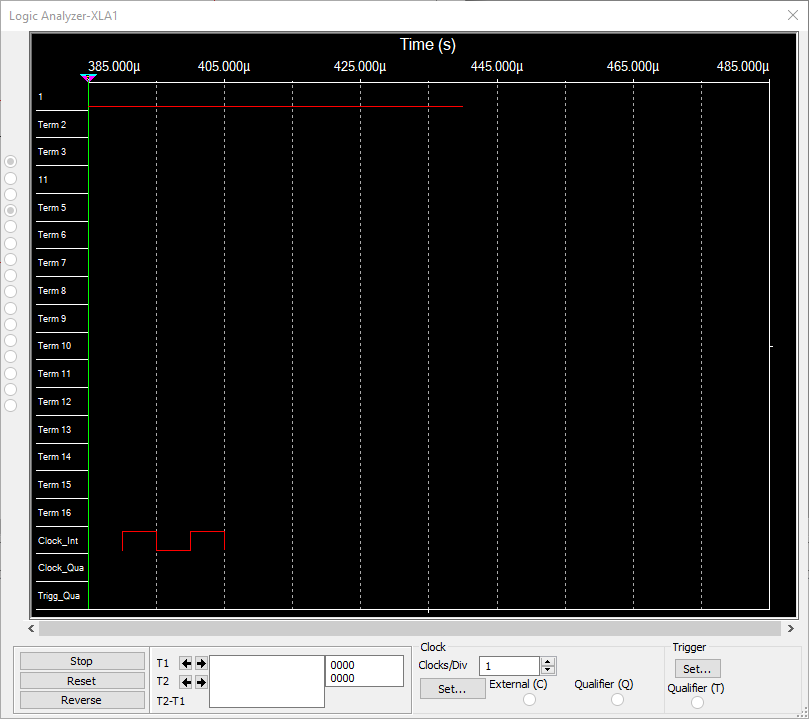 Logic Analyzer-XLA1
Time (s)
385.000µ 405.000µ 425.000µ 445.000µ 465.000µ 485.000µ
1
Term 2
Term 3
11
Term 5
Term 6
Term 7
Term 8
Term 9
Term 10
Term 11
Term 12
Term 13
Term 14
Term 15
Term 16
Clock_Int
Clock_Qua
Trigg_Qua
Stop
Reset
Reverse
T1
T2
T2-T1
0000
0000
Clock
Clocks/Div 1
Set... External (C) Qualifier (Q)
Trigger
Set...
Qualifier (T)